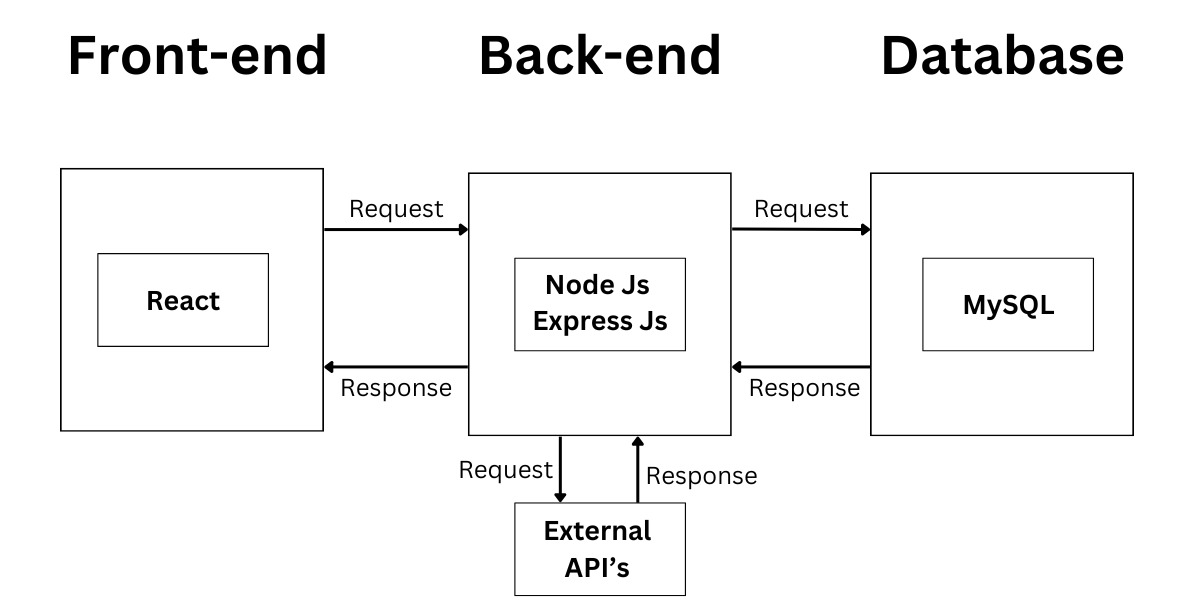 Front-end
Back-end
Database
Request
Request
React
Node Js
Express Js
MySQL
Response
Response
Request
Response
External
API’s